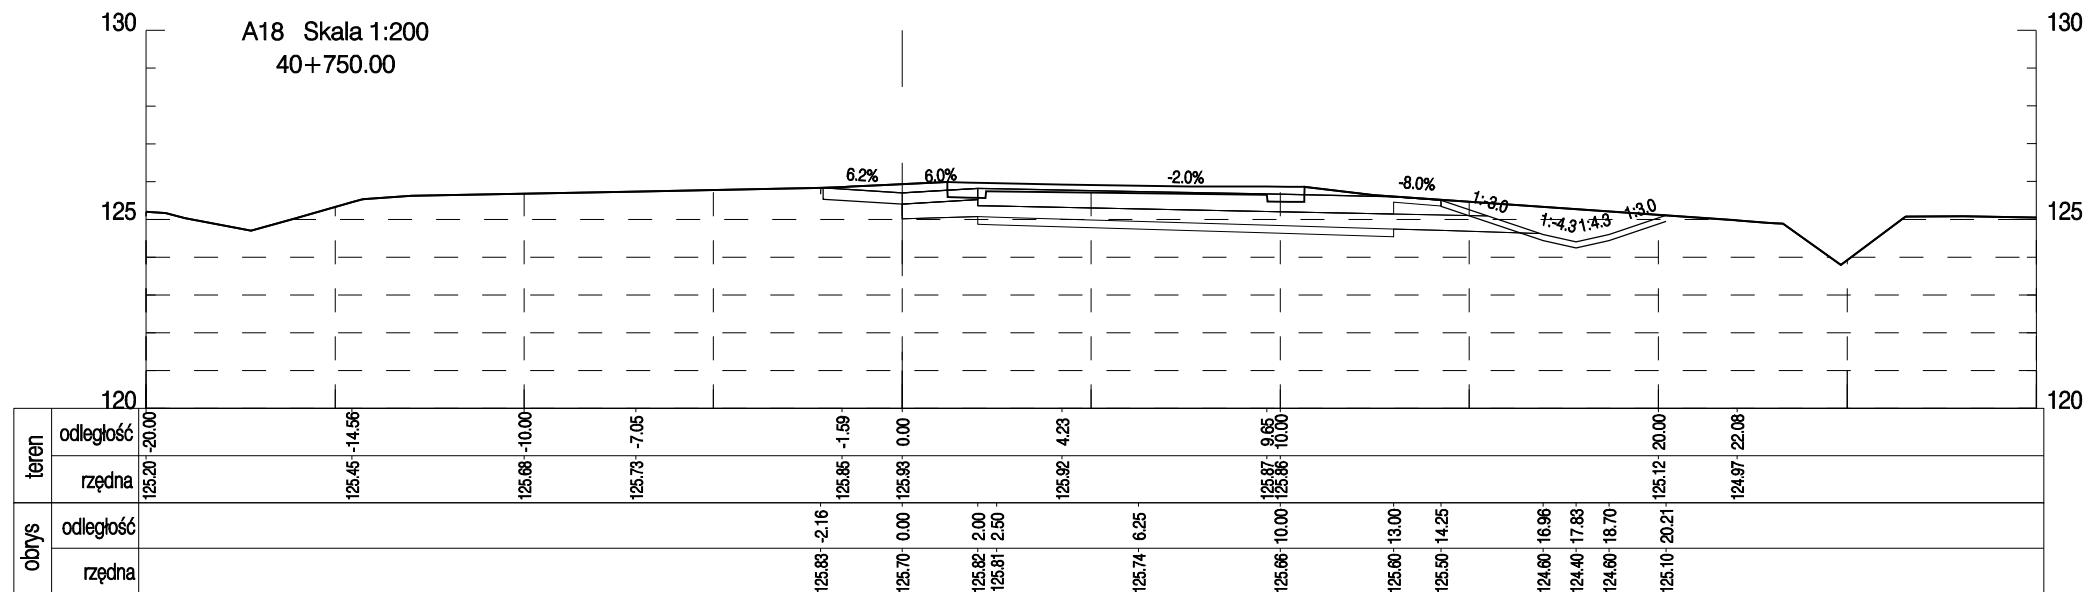 130
A18 Skala 1:200
130
40+750.00
6.2% 6.0% -2.0% -8.0%
125
1:-3.0 1:-4.3 1:4.3 1:3.0
125
120
120
teren
odległość -20.00 -14.56 -10.00 -7.05 -1.59 0.00 4.23 9.65 10.00 20.00 22.08
rzędna 125.20 125.45 125.68 125.73 125.85 125.93 125.92 125.87 125.86 125.12 124.97
obrys
odległość -2.16 0.00 2.00 2.50 6.25 10.00 13.00 14.25 16.96 17.83 18.70 20.21
rzędna 125.83 125.70 125.82 125.81 125.74 125.66 125.60 125.50 124.60 124.40 124.60 125.10